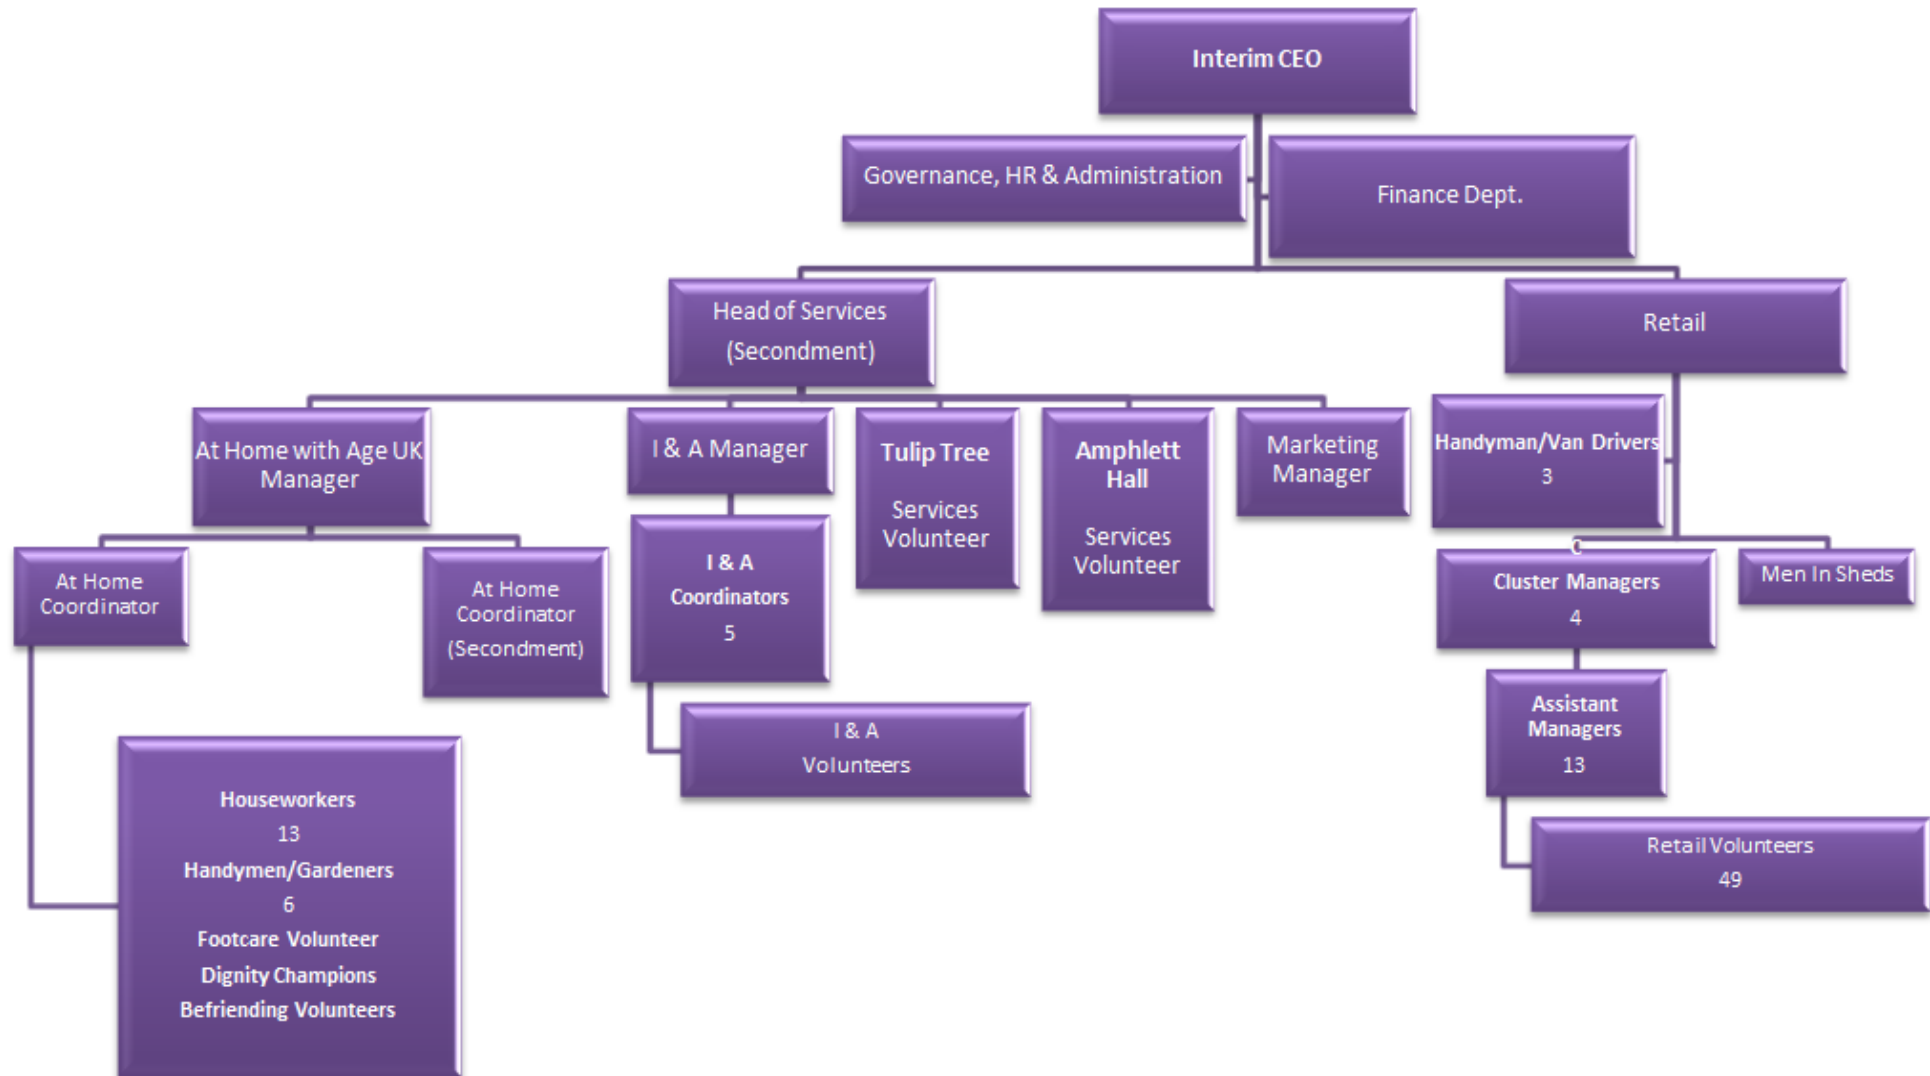 Interim CEO
Governance, HR & Administration
Finance Dept.
Head of Services
(Secondment)
Retail
At Home with Age UK
Manager
I & A Manager
Tulip Tree
Services
Volunteer
Amphlett
Hall
Services
Volunteer
Marketing
Manager
Handyman/Van Drivers
3
At Home
Coordinator
At Home
Coordinator
(Secondment)
I & A
Coordinators
5
I & A
Volunteers
Cluster Managers
4
Men In Sheds
Assistant
Managers
13
Retail Volunteers
49
Houseworkers
13
Handymen/Gardeners
6
Footcare Volunteer
Dignity Champions
Befriending Volunteers